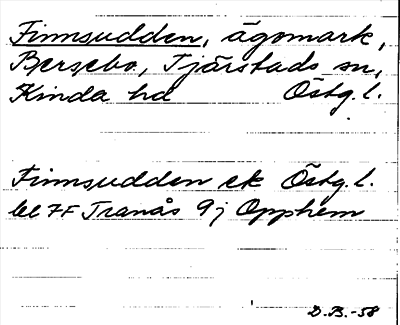 Finnsudden, ägomark,
Bersebo, Tjärstads sn,
Kinda hd Östg.l.
Finnsudden ek Östg.l.
bl 7F Tranås 9j Opphem
D.B.-58